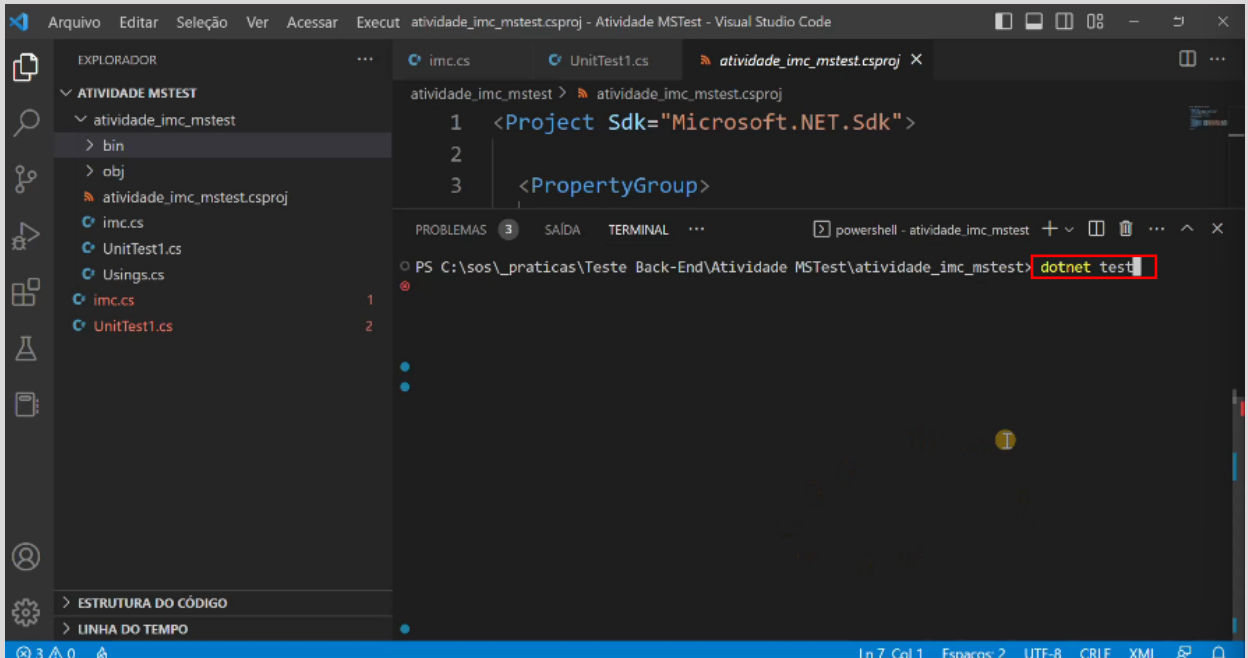 Arquivo Editar Seleção Ver Acessar Execut atividade_imc_mstest.csproj - Atividade MSTest - Visual Studio Code
EXPLORADOR ...
ATIVIDADE MSTEST
atividade_imc_mstest
bin
obj
atividade_imc_mstest.csproj
imc.cs
UnitTest1.cs
Usings.cs
imc.cs 1
UnitTest1.cs 2
ESTRUTURA DO CÓDIGO
LINHA DO TEMPO
imc.cs UnitTest1.cs atividade_imc_mstest.csproj
atividade_imc_mstest > atividade_imc_mstest.csproj
1 <Project Sdk="Microsoft.NET.Sdk">
2
3 <PropertyGroup>
PROBLEMAS 3 SAÍDA TERMINAL ... powershell - atividade_imc_mstest
PS C:\sos\_praticas\Teste Back-End\Atividade MSTest\atividade_imc_mstest> dotnet test
3 0 Ln 7, Col 1 Espaços: 2 UTF-8 CRLF XML